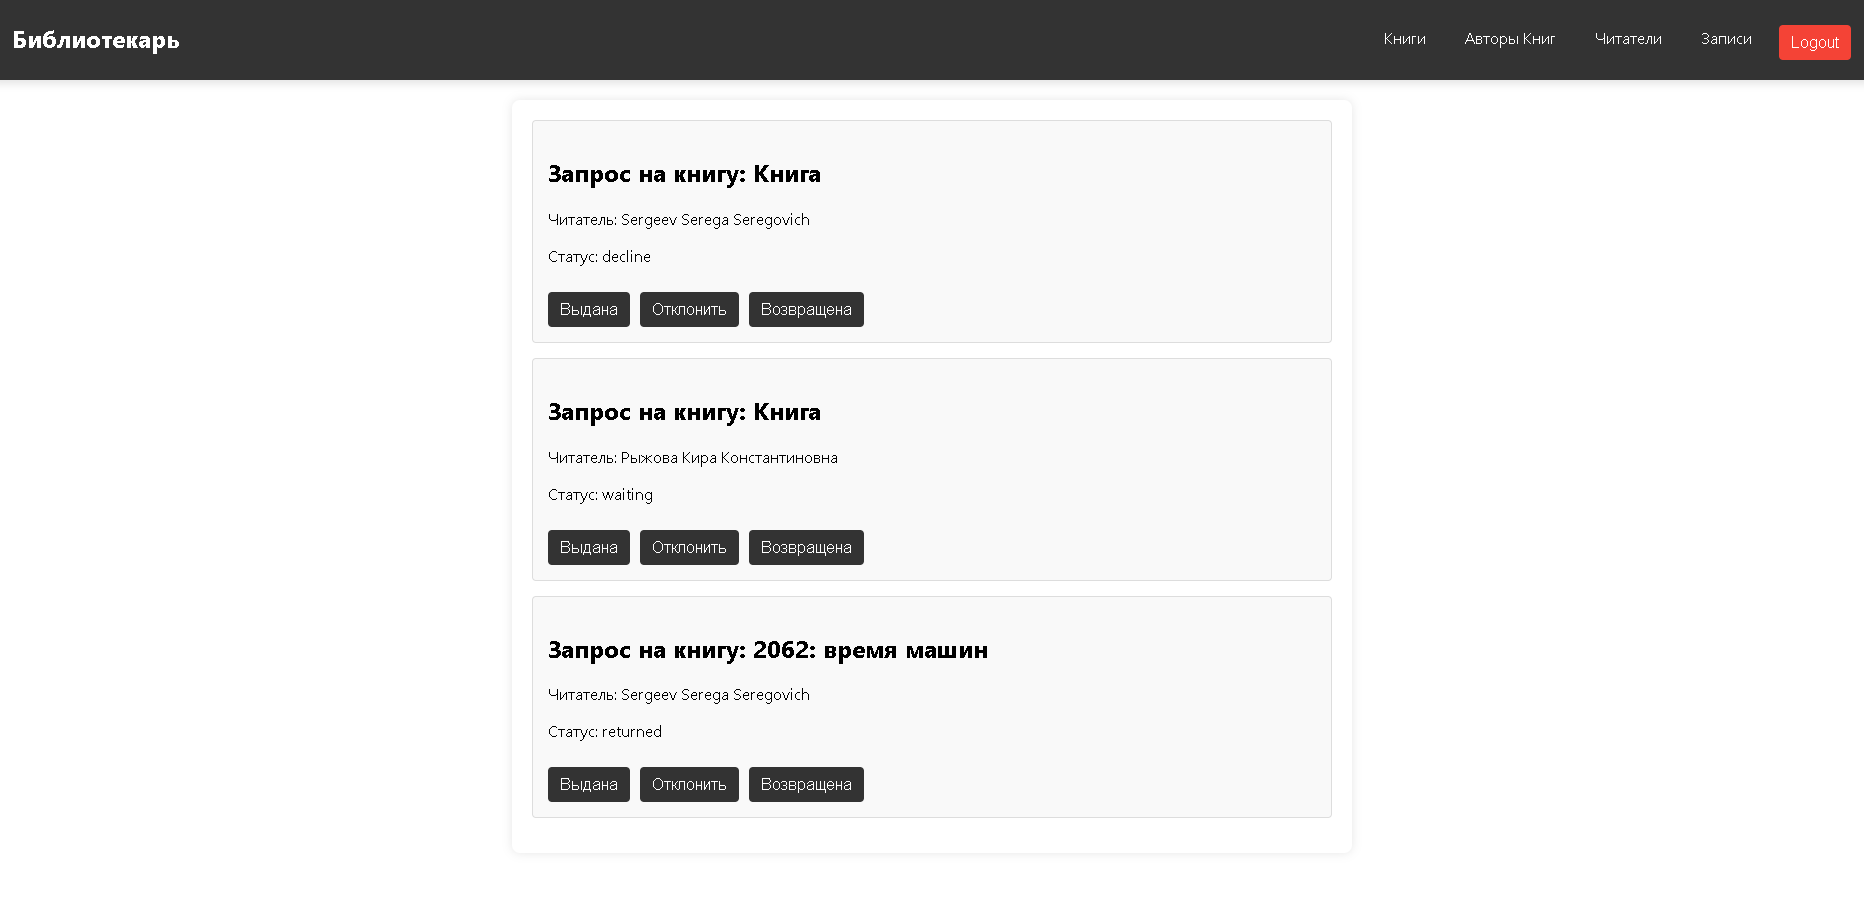 Библиотекарь
Книги Авторы Книг Читатели Записи Logout
Запрос на книгу: Книга
Читатель: Sergeev Serega Seregovich
Статус: decline
Выдана Отклонить Возвращена
Запрос на книгу: Книга
Читатель: Рыжова Кира Константиновна
Статус: waiting
Выдана Отклонить Возвращена
Запрос на книгу: 2062: время машин
Читатель: Sergeev Serega Seregovich
Статус: returned
Выдана Отклонить Возвращена